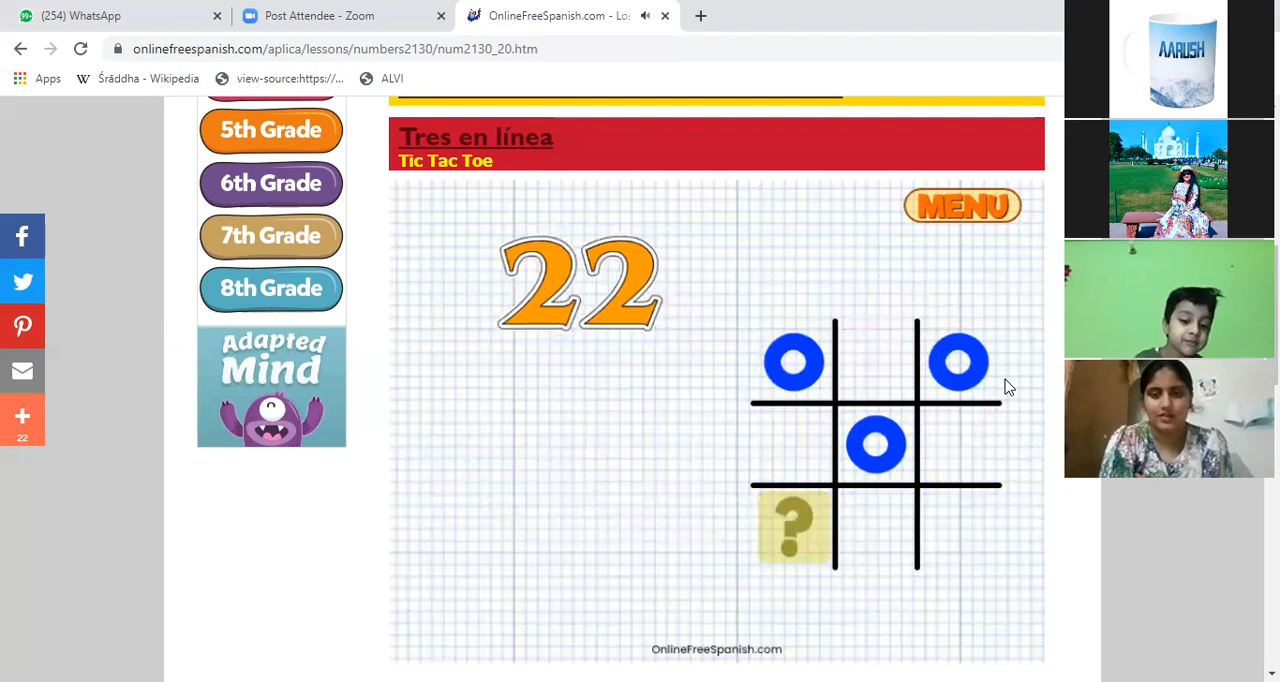 99+
(254) WhatsApp
Post Attendee - Zoom
OnlineFreeSpanish.com - Lo
onlinefreespanish.com/aplica/lessons/numbers2130/num2130_20.htm
Apps
W Śráddha - Wikipedia
view-source:https://...
ALVI
5th Grade
6th Grade
7th Grade
8th Grade
22
Adapted
Mind
Tres en línea
Tic Tac Toe
MENU
22
?
OnlineFreeSpanish.com
AARUSH